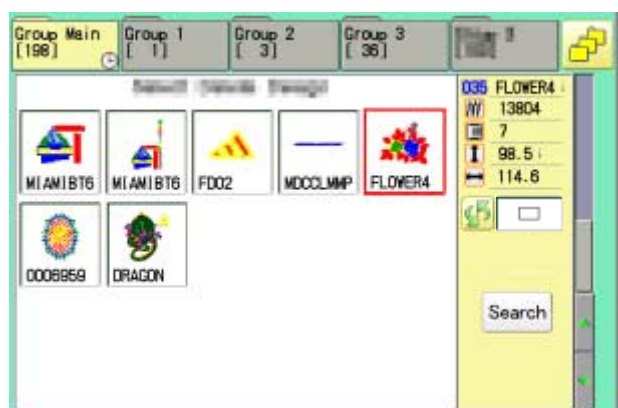 Group Main Group 1 Group 2 Group 3
[198] [ 1] [ 3] [ 36]
035 FLOWER4
13804
7
98.5
114.6
MIAMIBT6 MIAMIBT6 FD02 MDCCLMMP FLOWER4
0006959 DRAGON
Search